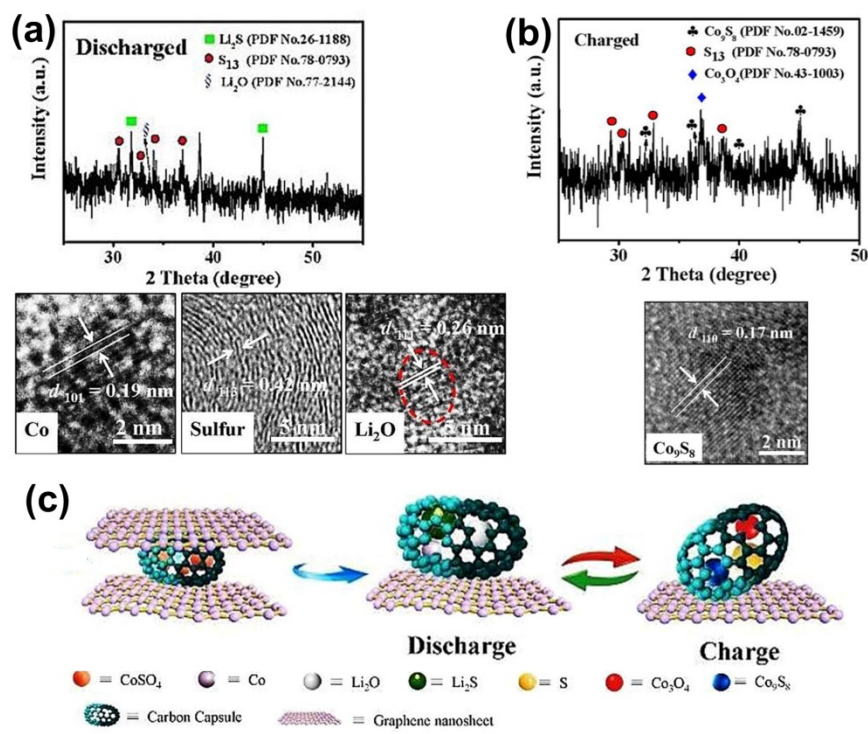 (a)
Discharged
Li₂S (PDF No.26-1188)
S₁₃ (PDF No.78-0793)
Li₂O (PDF No.77-2144)
Intensity (a.u.)
30 40 50
2 Theta (degree)
(b)
Charged
Co₉S₈ (PDF No.02-1459)
S₁₃ (PDF No.78-0793)
Co₃O₄(PDF No.43-1003)
Intensity (a.u.)
30 40 50
2 Theta (degree)
d₁₀₁ = 0.19 nm
Co
2 nm
d₁₁₃ = 0.42 nm
Sulfur
5 nm
d₁₁₁ = 0.26 nm
Li₂O
5 nm
d₁₁₀ = 0.17 nm
Co₉S₈
2 nm
(c)
Discharge
Charge
= CoSO₄
= Co
= Li₂O
= Li₂S
= S
= Co₃O₄
= Co₉S₈
= Carbon Capsule
= Graphene nanosheet